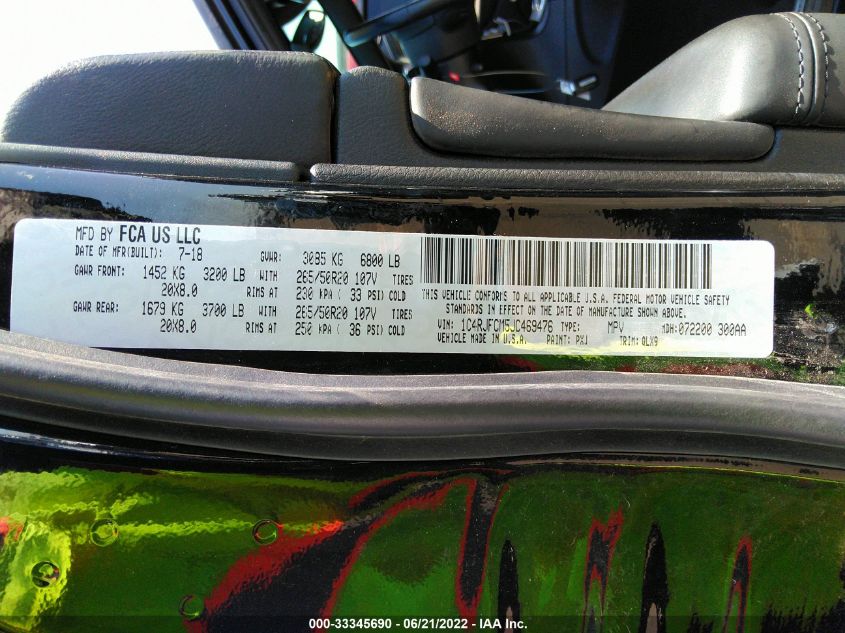 MFD BY FCA US LLC
DATE OF MFR(BUILT): 7-18 GVWR: 3085 KG 6800 LB
GAWR FRONT: 1452 KG 3200 LB WITH 265/50R20 107V TIRES
20X8.0 RIMS AT 230 KPA ( 33 PSI) COLD
GAWR REAR: 1679 KG 3700 LB WITH 265/50R20 107V TIRES
20X8.0 RIMS AT 250 KPA ( 36 PSI) COLD
THIS VEHICLE CONFORMS TO ALL APPLICABLE U.S.A. FEDERAL MOTOR VEHICLE SAFETY
STANDARDS IN EFFECT ON THE DATE OF MANUFACTURE SHOWN ABOVE.
VIN: 1C4RJFCM5JC469476 TYPE: MPV MDH: 072200 300AA
VEHICLE MADE IN U.S.A. PAINT: PXJ TRIM: QLX9
000-33345690 - 06/21/2022 - IAA Inc.